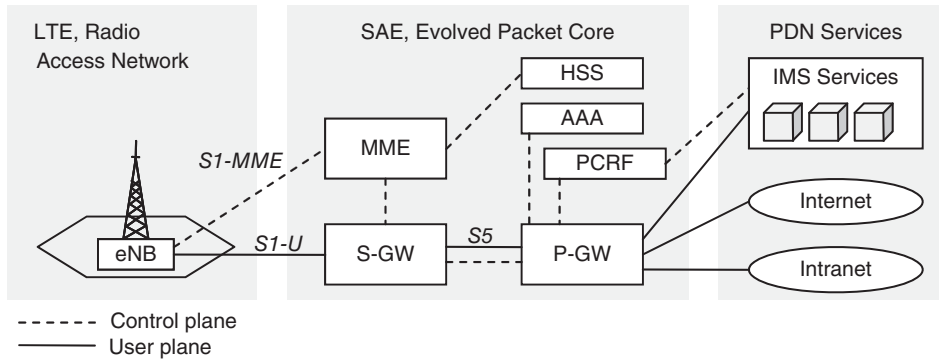 LTE, Radio
Access Network
SAE, Evolved Packet Core
PDN Services
HSS
IMS Services
AAA
MME
PCRF
S1-MME
Internet
eNB
S1-U
S-GW
S5
P-GW
Intranet
Control plane
User plane